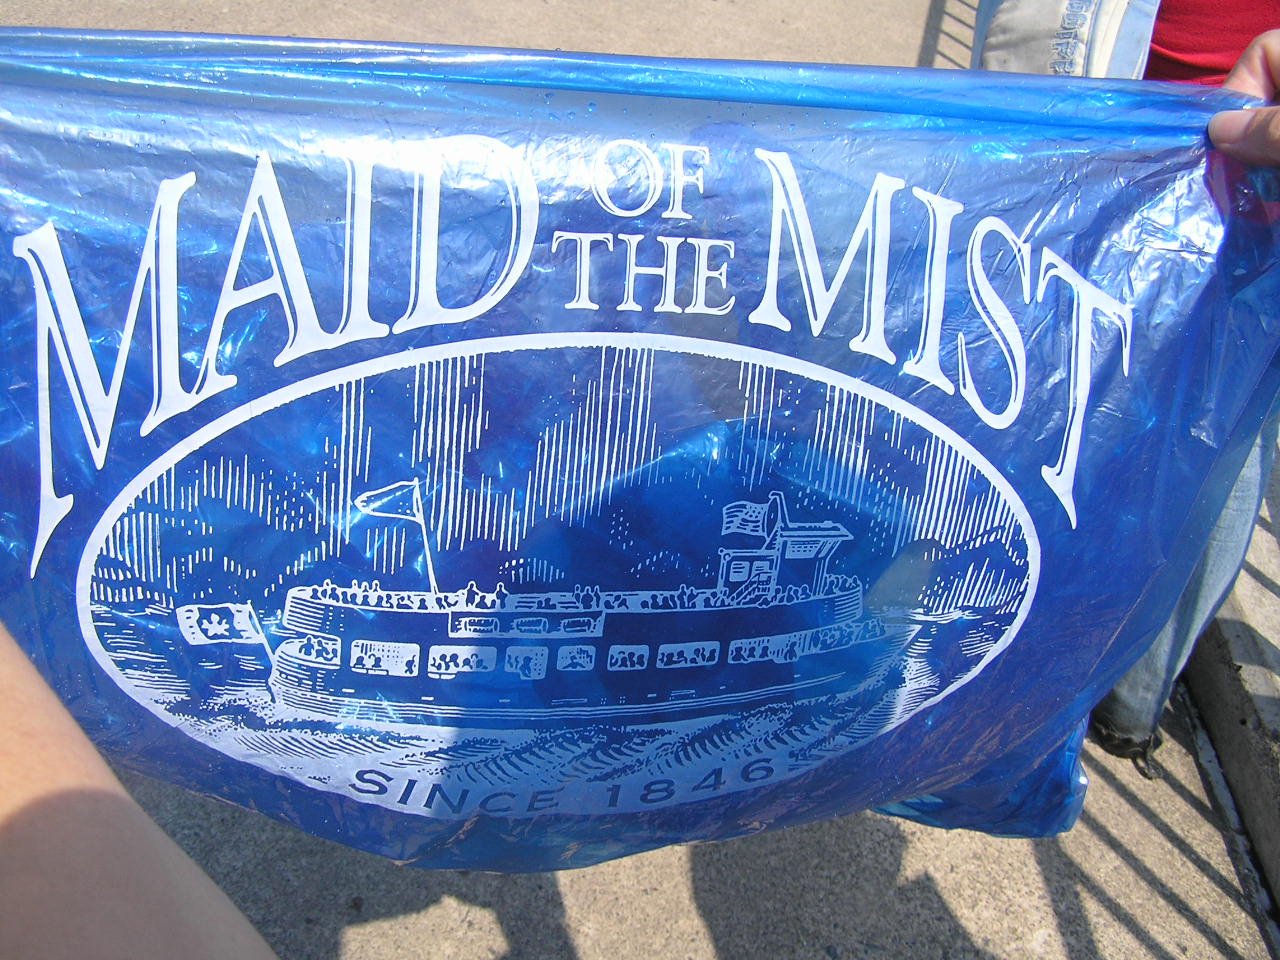 MAID OF THE MIST
SINCE 1846